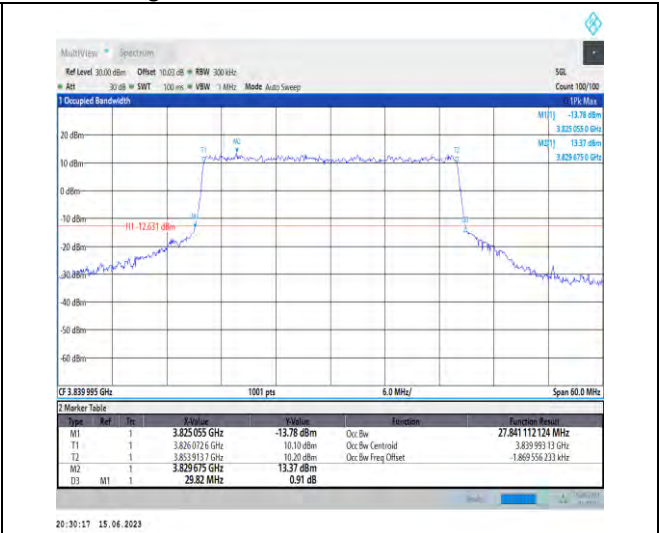 MultiView Spectrum
Ref Level 30.00 dBm Offset 10.03 dB RBW 300 kHz SGL
Att 30 dB SWT 100 ms VBW 1 MHz Mode Auto Sweep Count 100/100
1 Occupied Bandwidth 1Pk Max
M1[1] -13.78 dBm
3.825 055 0 GHz
M2[1] 13.37 dBm
3.829 675 0 GHz
20 dBm
T1 M2 T2
10 dBm
0 dBm
-10 dBm
H1 -12.631 dBm
-20 dBm
-30 dBm
-40 dBm
-50 dBm
-60 dBm
CF 3.839 995 GHz 1001 pts 6.0 MHz/ Span 60.0 MHz
2 Marker Table
Type Ref Trc X-Value Y-Value Function Function Result
M1 1 3.825 055 GHz -13.78 dBm Occ Bw 27.841 112 124 MHz
T1 1 3.826 072 6 GHz 10.10 dBm Occ Bw Centroid 3.839 993 13 GHz
T2 1 3.853 913 7 GHz 10.20 dBm Occ Bw Freq Offset -1.869 556 233 kHz
M2 1 3.829 675 GHz 13.37 dBm
D3 M1 1 29.82 MHz 0.91 dB
20:30:17 15.06.2023